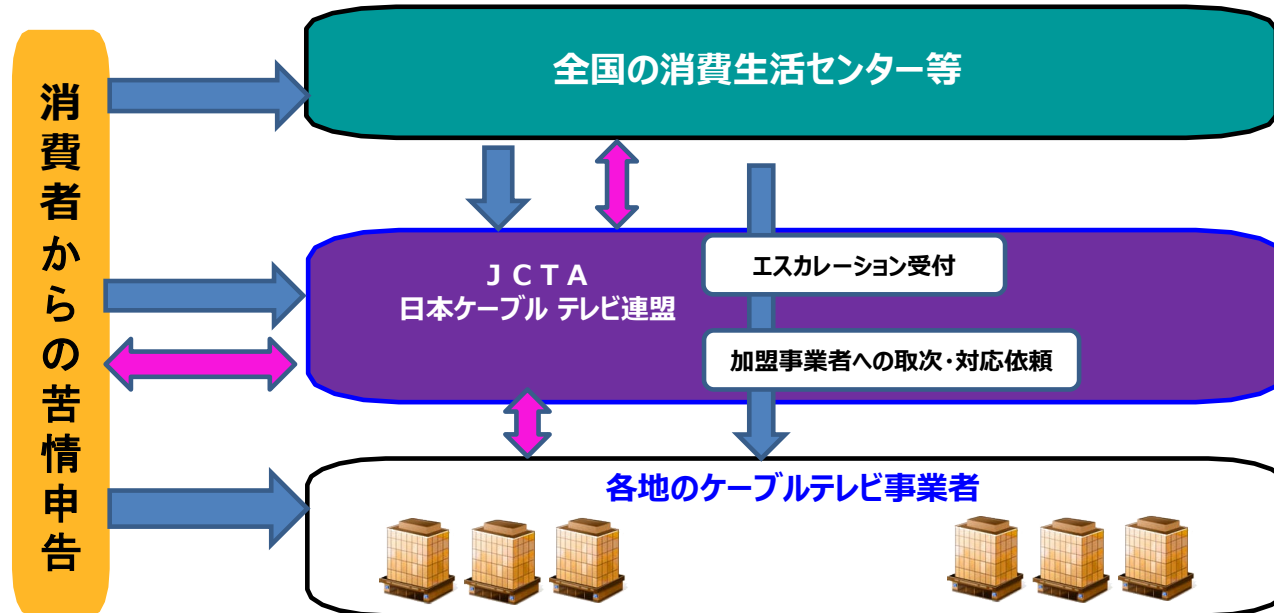 消費者からの苦情申告
全国の消費生活センター等
ＪＣＴＡ
日本ケーブル テレビ連盟
エスカレーション受付
加盟事業者への取次・対応依頼
各地のケーブルテレビ事業者